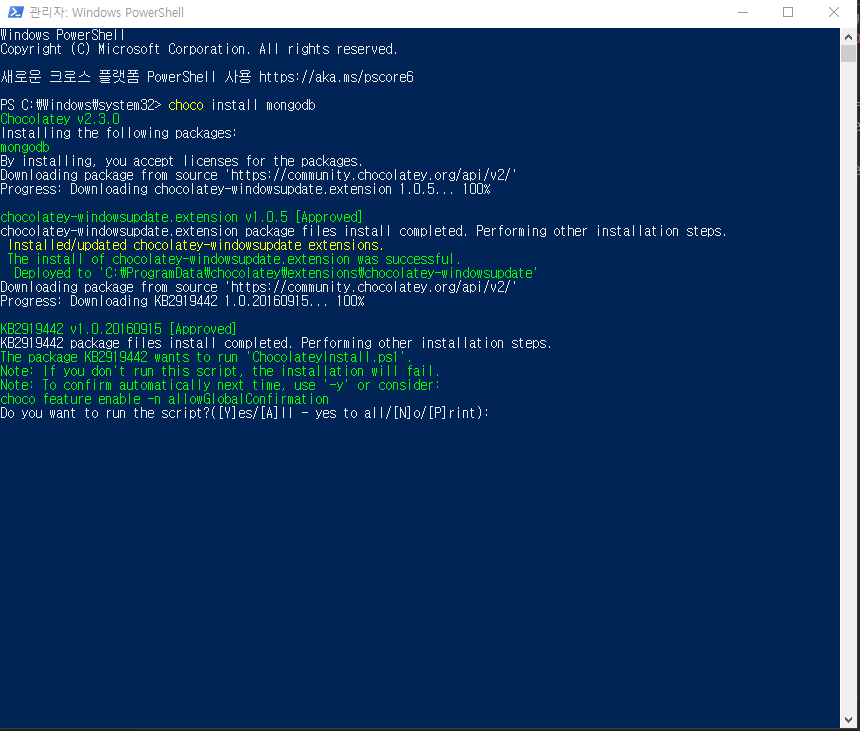 관리자: Windows PowerShell
Windows PowerShell
Copyright (C) Microsoft Corporation. All rights reserved.
새로운 크로스 플랫폼 PowerShell 사용 https://aka.ms/pscore6
PS C:₩Windows₩system32> choco install mongodb
Chocolatey v2.3.0
Installing the following packages:
mongodb
By installing, you accept licenses for the packages.
Downloading package from source 'https://community.chocolatey.org/api/v2/'
Progress: Downloading chocolatey-windowsupdate.extension 1.0.5... 100%
chocolatey-windowsupdate.extension v1.0.5 [Approved]
chocolatey-windowsupdate.extension package files install completed. Performing other installation steps.
Installed/updated chocolatey-windowsupdate extensions.
The install of chocolatey-windowsupdate.extension was successful.
Deployed to 'C:₩ProgramData₩chocolatey₩extensions₩chocolatey-windowsupdate'
Downloading package from source 'https://community.chocolatey.org/api/v2/'
Progress: Downloading KB2919442 1.0.20160915... 100%
KB2919442 v1.0.20160915 [Approved]
KB2919442 package files install completed. Performing other installation steps.
The package KB2919442 wants to run 'ChocolateyInstall.ps1'.
Note: If you don't run this script, the installation will fail.
Note: To confirm automatically next time, use '-y' or consider:
choco feature enable -n allowGlobalConfirmation
Do you want to run the script?([Y]es/[A]ll - yes to all/[N]o/[P]rint):